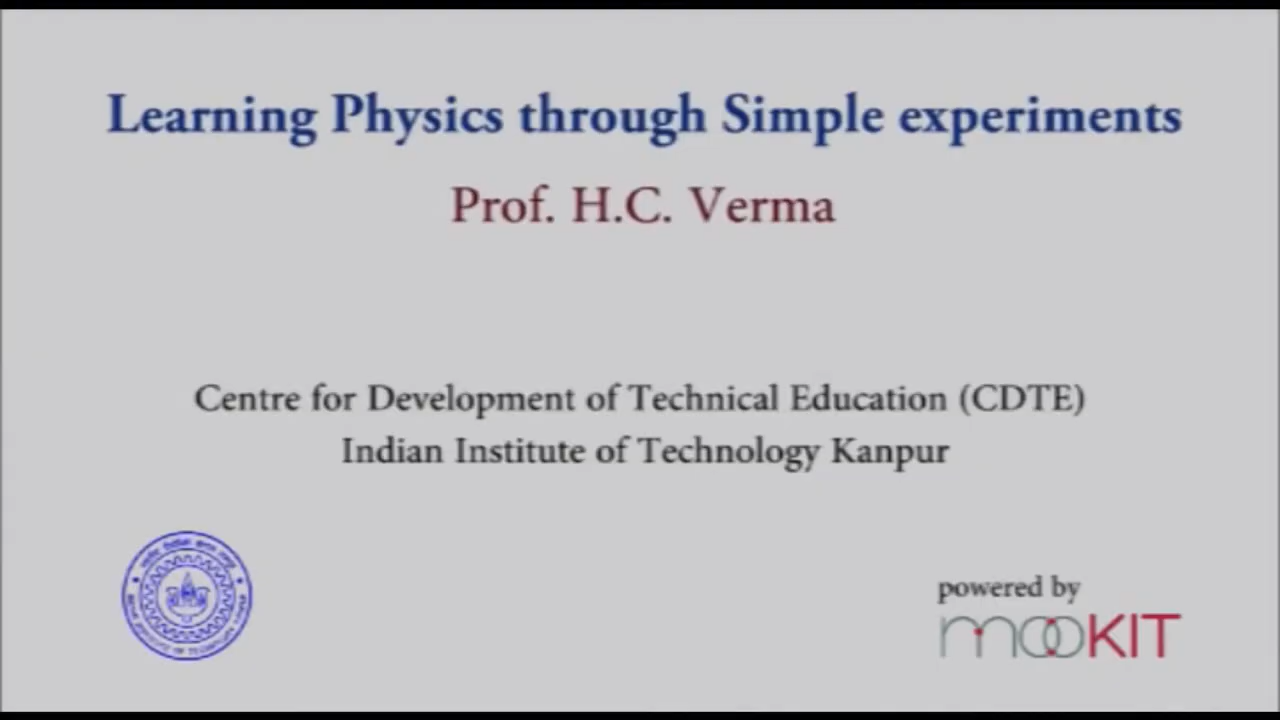 Learning Physics through Simple experiments
Prof. H.C. Verma
Centre for Development of Technical Education (CDTE)
Indian Institute of Technology Kanpur
powered by
mooKIT